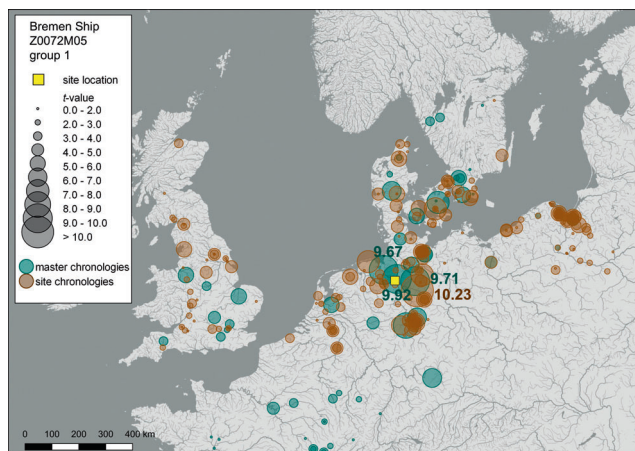 Bremen Ship
Z0072M05
group 1
site location
t-value
0.0 - 2.0
2.0 - 3.0
3.0 - 4.0
4.0 - 5.0
5.0 - 6.0
6.0 - 7.0
7.0 - 8.0
8.0 - 9.0
9.0 - 10.0
> 10.0
master chronologies
site chronologies
9.67
9.71
9.92
10.23
0 100 200 300 400 km